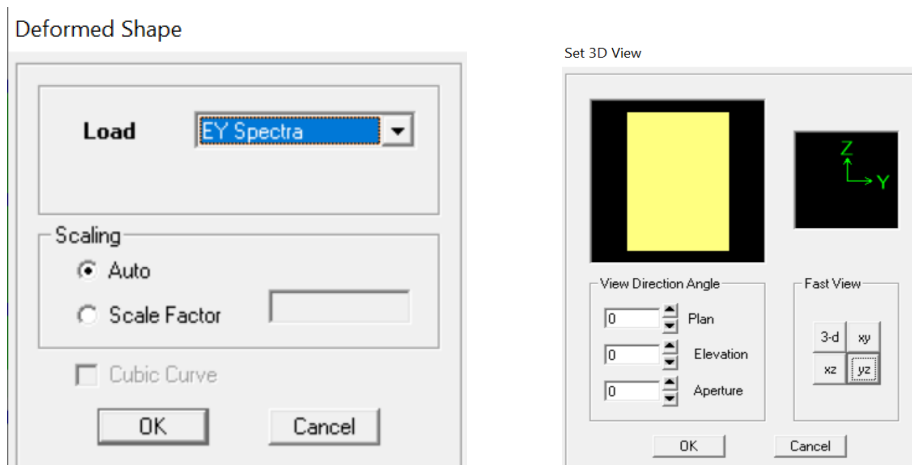 Deformed Shape
Load
EY Spectra
Scaling
Auto
Scale Factor
Cubic Curve
OK
Cancel
Set 3D View
Z
Y
View Direction Angle
0
Plan
0
Elevation
0
Aperture
Fast View
3-d
xy
xz
yz
OK
Cancel